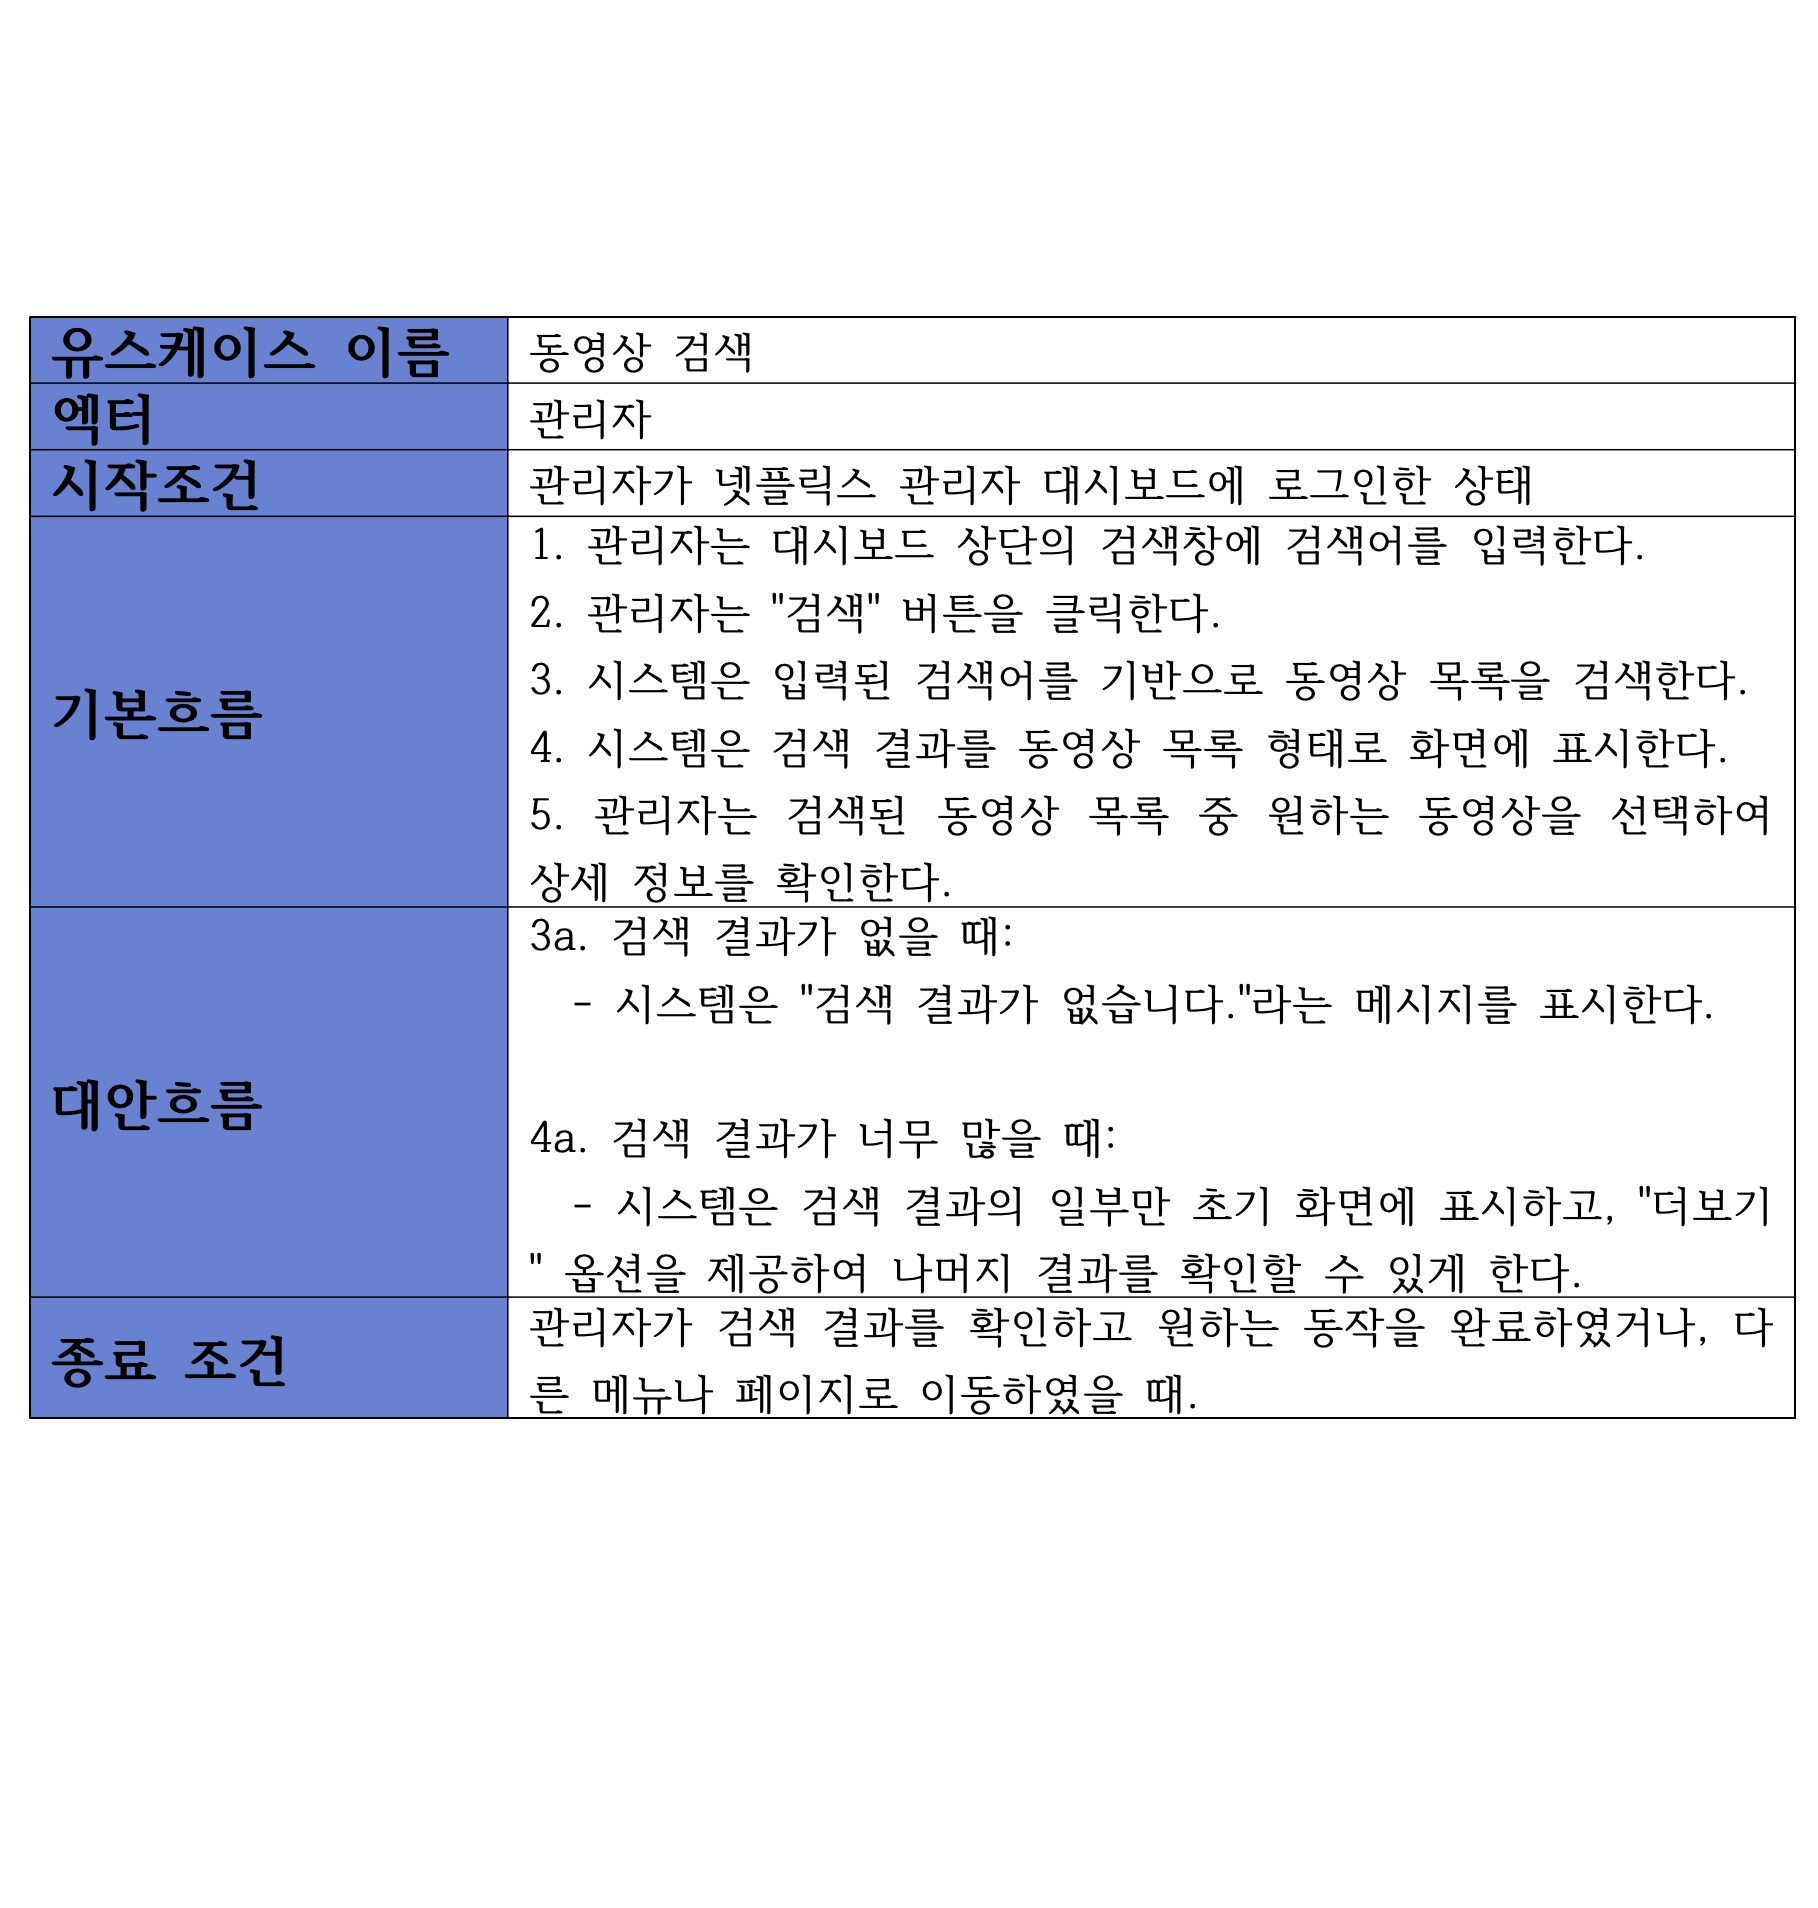 유스케이스 이름
동영상 검색
엑터
관리자
시작조건
관리자가 넷플릭스 관리자 대시보드에 로그인한 상태
기본흐름
1. 관리자는 대시보드 상단의 검색창에 검색어를 입력한다.
2. 관리자는 "검색" 버튼을 클릭한다.
3. 시스템은 입력된 검색어를 기반으로 동영상 목록을 검색한다.
4. 시스템은 검색 결과를 동영상 목록 형태로 화면에 표시한다.
5. 관리자는 검색된 동영상 목록 중 원하는 동영상을 선택하여
상세 정보를 확인한다.
대안흐름
3a. 검색 결과가 없을 때:
- 시스템은 "검색 결과가 없습니다."라는 메시지를 표시한다.
4a. 검색 결과가 너무 많을 때:
- 시스템은 검색 결과의 일부만 초기 화면에 표시하고, "더보기
" 옵션을 제공하여 나머지 결과를 확인할 수 있게 한다.
종료 조건
관리자가 검색 결과를 확인하고 원하는 동작을 완료하였거나, 다
른 메뉴나 페이지로 이동하였을 때.